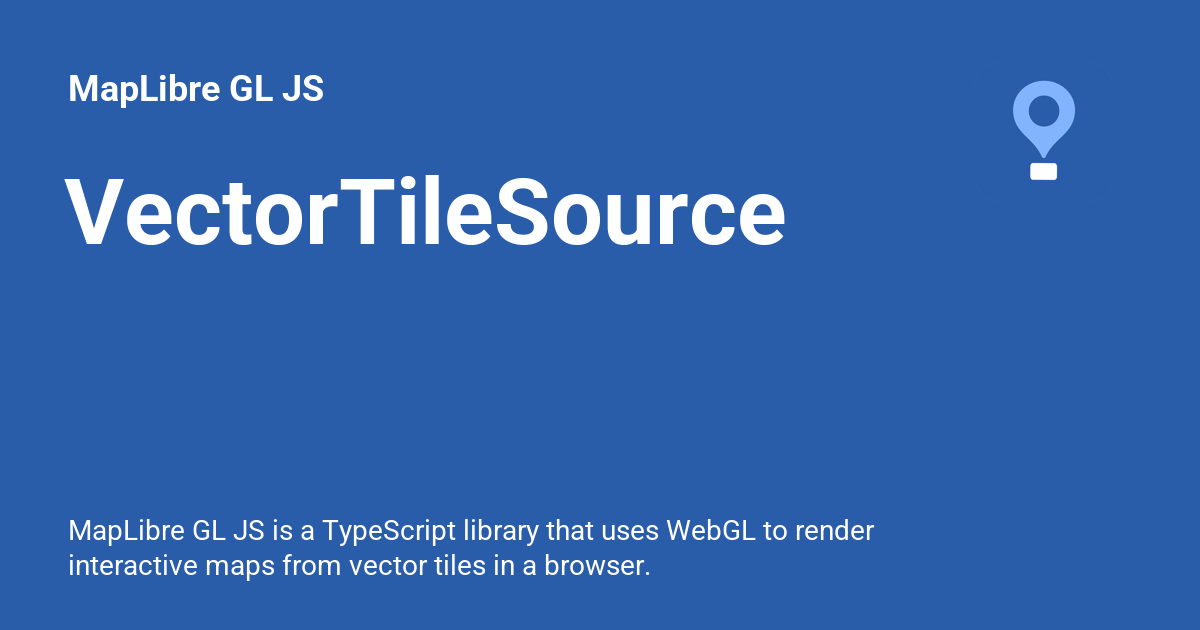 MapLibre GL JS
VectorTileSource
MapLibre GL JS is a TypeScript library that uses WebGL to render
interactive maps from vector tiles in a browser.